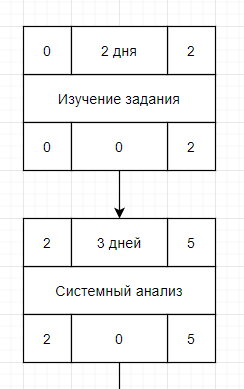 0 2 дня 2
Изучение задания
0 0 2
2 3 дней 5
Системный анализ
2 0 5